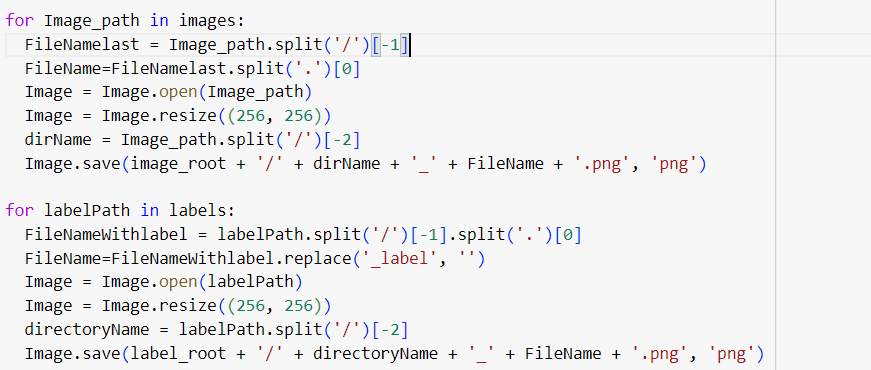 for Image_path in images:
  FileNamelast = Image_path.split('/')[-1]
  FileName=FileNamelast.split('.')[0]
  Image = Image.open(Image_path)
  Image = Image.resize((256, 256))
  dirName = Image_path.split('/')[-2]
  Image.save(image_root + '/' + dirName + '_' + FileName + '.png', 'png')

for labelPath in labels:
  FileNameWithlabel = labelPath.split('/')[-1].split('.')[0]
  FileName=FileNameWithlabel.replace('_label', '')
  Image = Image.open(labelPath)
  Image = Image.resize((256, 256))
  directoryName = labelPath.split('/')[-2]
  Image.save(label_root + '/' + directoryName + '_' + FileName + '.png', 'png')